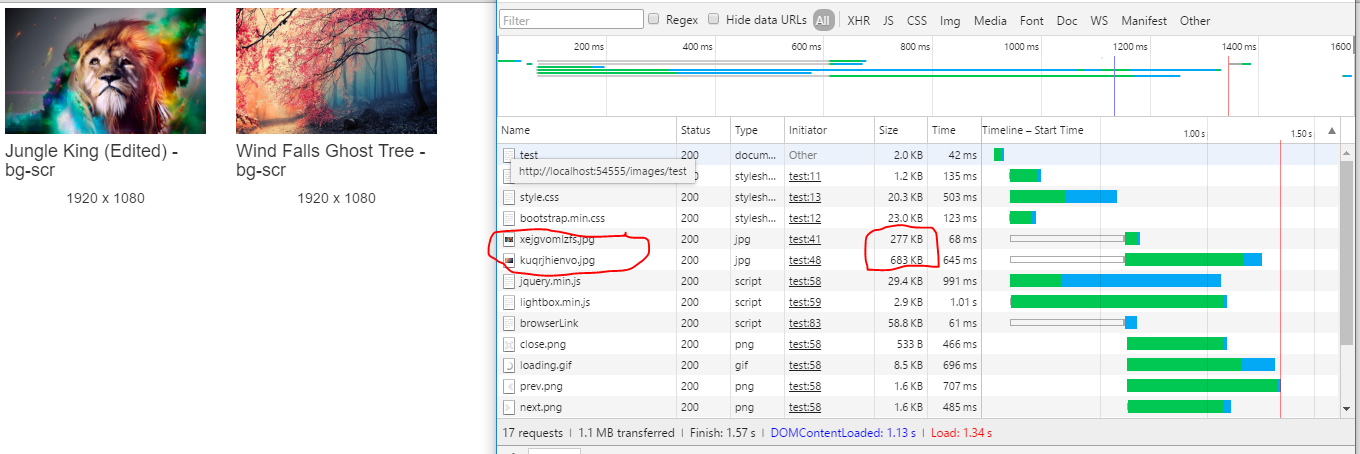 Filter Regex Hide data URLs All XHR JS CSS Img Media Font Doc WS Manifest Other
200 ms 400 ms 600 ms 800 ms 1000 ms 1200 ms 1400 ms 1600
Jungle King (Edited) -
bg-scr
1920 x 1080
Wind Falls Ghost Tree -
bg-scr
1920 x 1080
Name Status Type Initiator Size Time Timeline – Start Time 1.00 s 1.50 s
test 200 docum... Other 2.0 KB 42 ms
http://localhost:54555/images/test
200 stylesh... test:11 1.2 KB 135 ms
style.css 200 stylesh... test:13 20.3 KB 503 ms
bootstrap.min.css 200 stylesh... test:12 23.0 KB 123 ms
xejgvomlzfs.jpg 200 jpg test:41 277 KB 68 ms
kuqrjhienvo.jpg 200 jpg test:48 683 KB 645 ms
jquery.min.js 200 script test:58 29.4 KB 991 ms
lightbox.min.js 200 script test:59 2.9 KB 1.01 s
browserLink 200 script test:83 58.8 KB 61 ms
close.png 200 png test:58 533 B 466 ms
loading.gif 200 gif test:58 8.5 KB 696 ms
prev.png 200 png test:58 1.6 KB 707 ms
next.png 200 png test:58 1.6 KB 485 ms
17 requests | 1.1 MB transferred | Finish: 1.57 s | DOMContentLoaded: 1.13 s | Load: 1.34 s